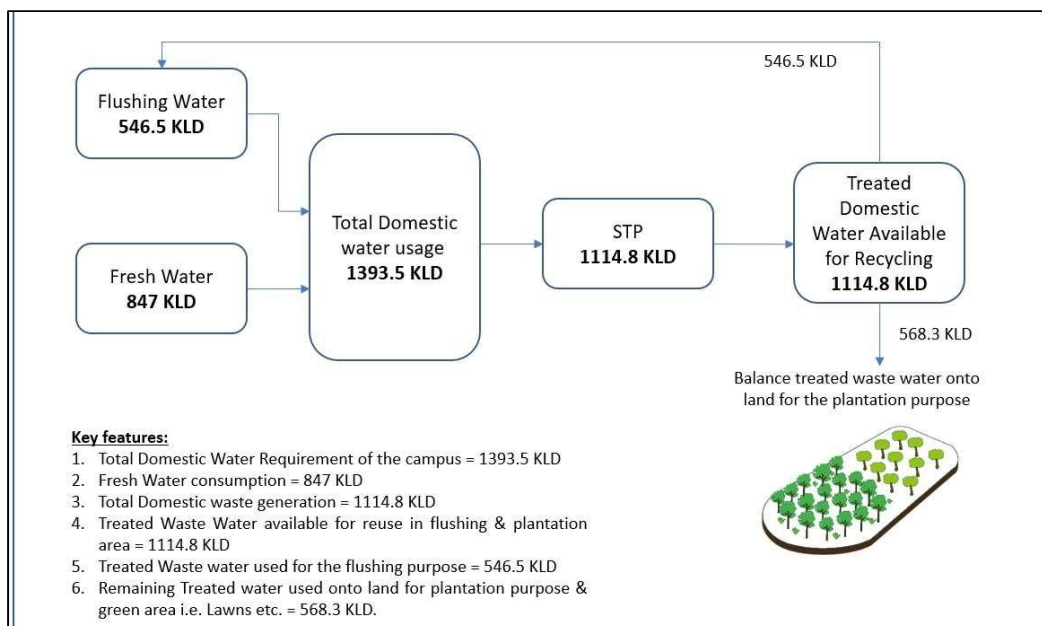 546.5 KLD
Flushing Water
546.5 KLD
Total Domestic
water usage
1393.5 KLD
STP
1114.8 KLD
Treated
Domestic
Water Available
for Recycling
1114.8 KLD
Fresh Water
847 KLD
568.3 KLD
Balance treated waste water onto
land for the plantation purpose
Key features:
1. Total Domestic Water Requirement of the campus = 1393.5 KLD
2. Fresh Water consumption = 847 KLD
3. Total Domestic waste generation = 1114.8 KLD
4. Treated Waste Water available for reuse in flushing & plantation
area = 1114.8 KLD
5. Treated Waste water used for the flushing purpose = 546.5 KLD
6. Remaining Treated water used onto land for plantation purpose &
green area i.e. Lawns etc. = 568.3 KLD.